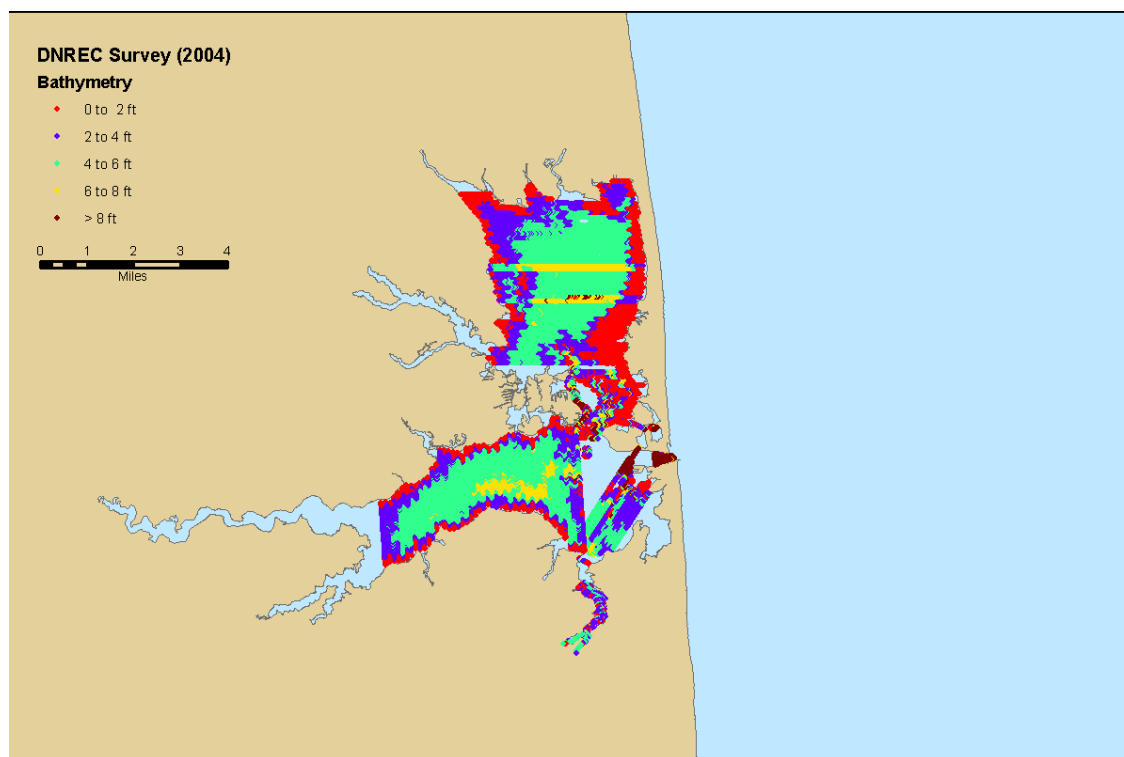 DNREC Survey (2004)
Bathymetry
0 to 2 ft
2 to 4 ft
4 to 6 ft
6 to 8 ft
> 8 ft
0 1 2 3 4
Miles